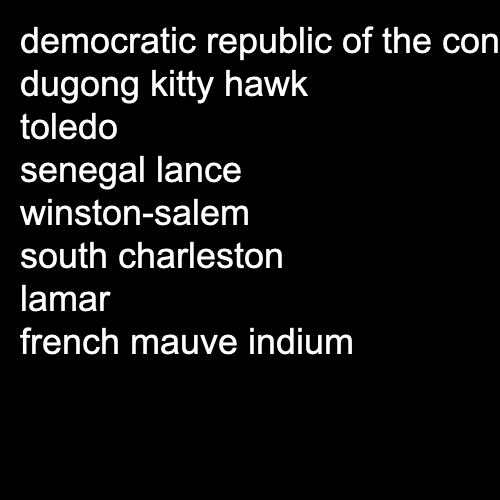 democratic republic of the con
dugong kitty hawk
toledo
senegal lance
winston-salem
south charleston
lamar
french mauve indium